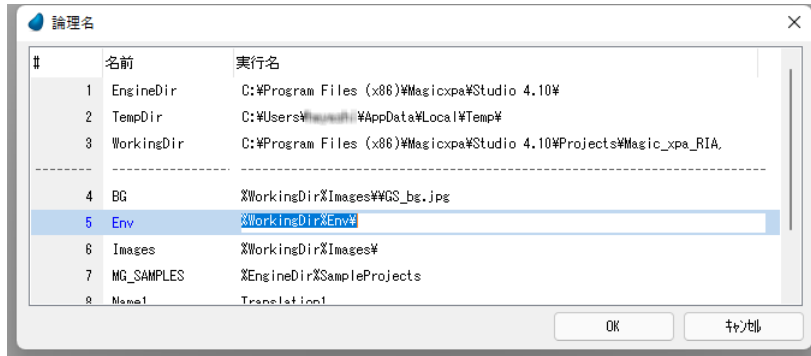 論理名
# 名前 実行名
1 EngineDir C:¥Program Files (x86)¥Magicxpa¥Studio 4.10¥
2 TempDir C:¥Users¥ ¥AppData¥Local¥Temp¥
3 WorkingDir C:¥Program Files (x86)¥Magicxpa¥Studio 4.10¥Projects¥Magic_xpa_RIA,
4 BG %WorkingDir%Images¥¥GS_bg.jpg
5 Env %WorkingDir%Env¥
6 Images %WorkingDir%Images¥
7 MG_SAMPLES %EngineDir%SampleProjects
8 Name1 Translation1
OK キャンセル